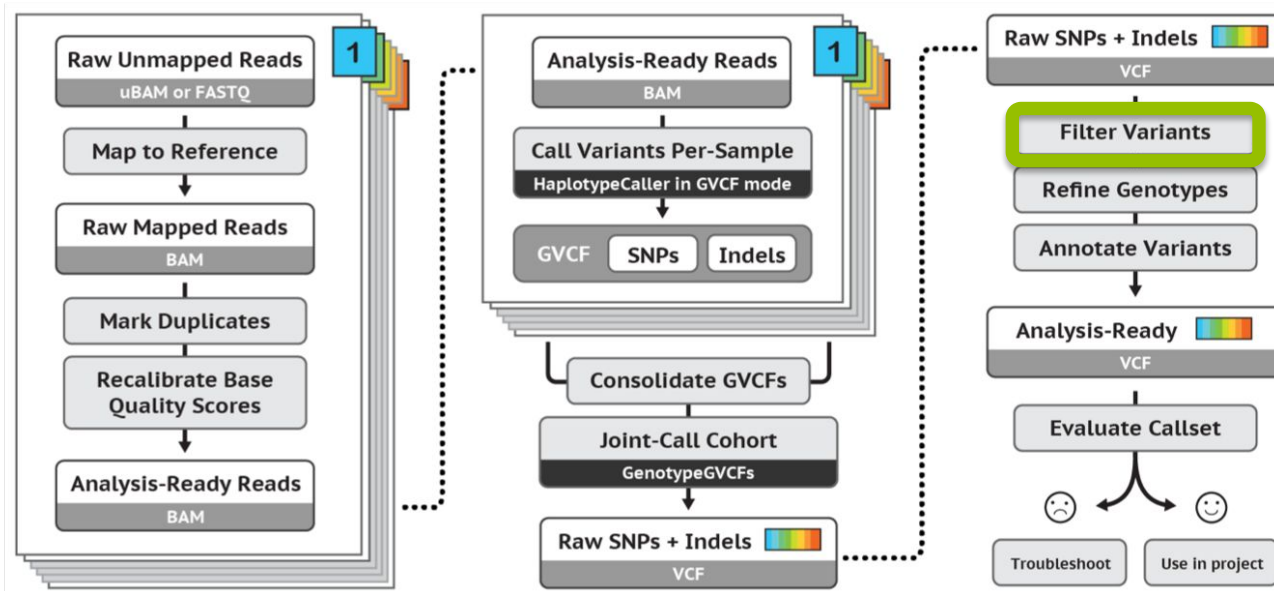 Raw Unmapped Reads
uBAM or FASTQ
1
Map to Reference
Raw Mapped Reads
BAM
Mark Duplicates
Recalibrate Base
Quality Scores
Analysis-Ready Reads
BAM
Analysis-Ready Reads
BAM
1
Call Variants Per-Sample
HaplotypeCaller in GVCF mode
GVCF SNPs Indels
Consolidate GVCFs
Joint-Call Cohort
GenotypeGVCFs
Raw SNPs + Indels
VCF
Raw SNPs + Indels
VCF
Filter Variants
Refine Genotypes
Annotate Variants
Analysis-Ready
VCF
Evaluate Callset
Troubleshoot
Use in project